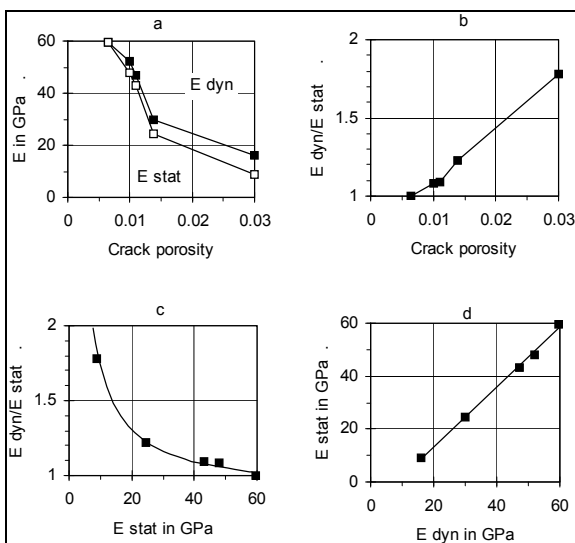 a
E in GPa .
60
40
20
0
E dyn
E stat
0 0.01 0.02 0.03
Crack porosity
b
E dyn/E stat .
2
1.5
1
0 0.01 0.02 0.03
Crack porosity
c
E dyn/E stat .
2
1.5
1
0 20 40 60
E stat in GPa
d
E stat in GPa .
60
40
20
0
0 20 40 60
E dyn in GPa